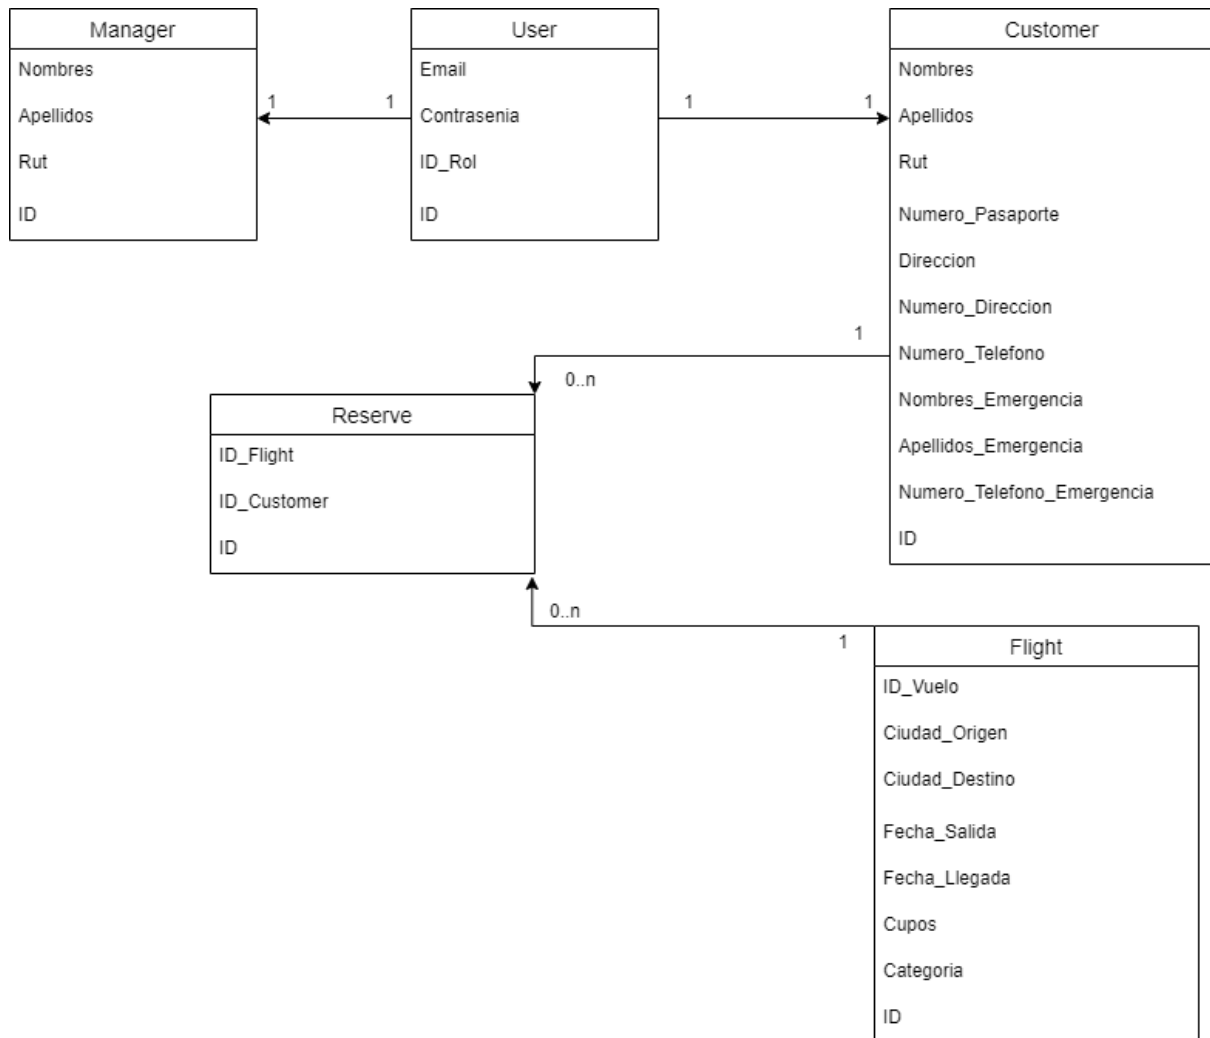 Manager
Nombres
Apellidos
Rut
ID
1
1
User
Email
Contrasenia
ID_Rol
ID
1
1
Customer
Nombres
Apellidos
Rut
Numero_Pasaporte
Direccion
Numero_Direccion
Numero_Telefono
Nombres_Emergencia
Apellidos_Emergencia
Numero_Telefono_Emergencia
ID
1
0..n
Reserve
ID_Flight
ID_Customer
ID
0..n
1
Flight
ID_Vuelo
Ciudad_Origen
Ciudad_Destino
Fecha_Salida
Fecha_Llegada
Cupos
Categoria
ID